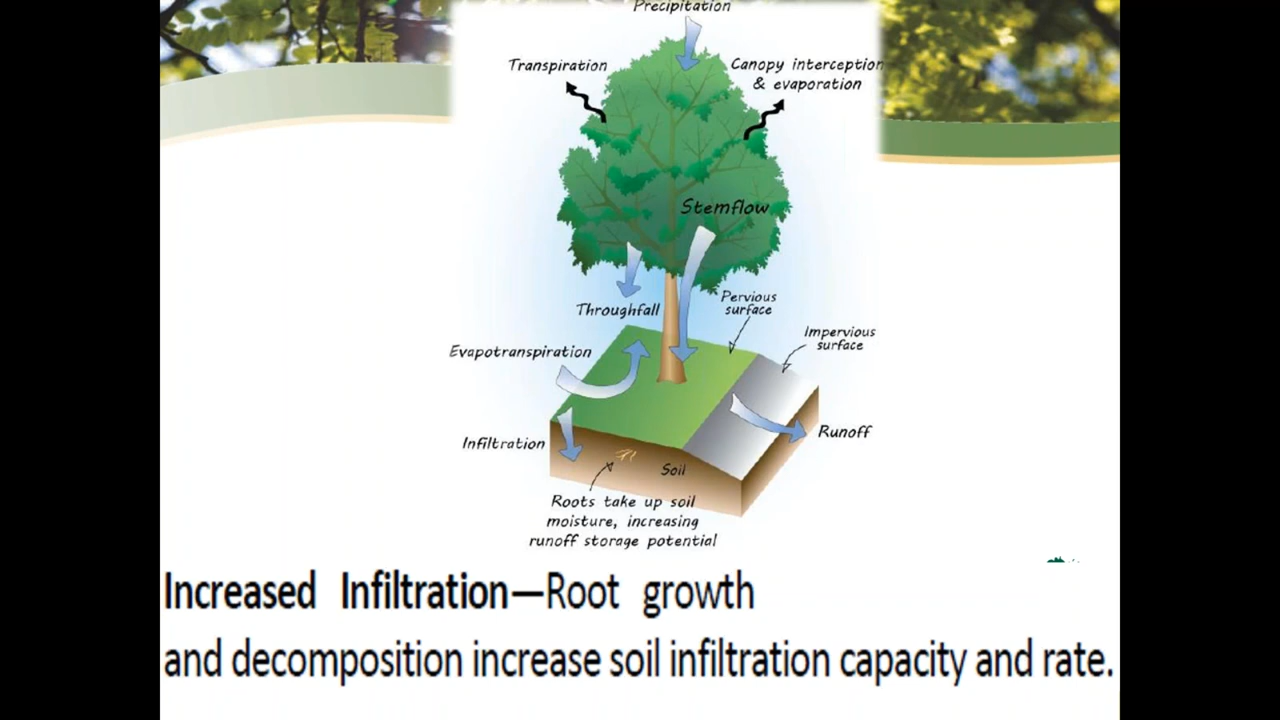 Precipitation
Transpiration
Canopy interception
& evaporation
Stemflow
Throughfall
Pervious
surface
Impervious
surface
Evapotranspiration
Infiltration
Soil
Runoff
Roots take up soil
moisture, increasing
runoff storage potential
Increased Infiltration—Root growth
and decomposition increase soil infiltration capacity and rate.